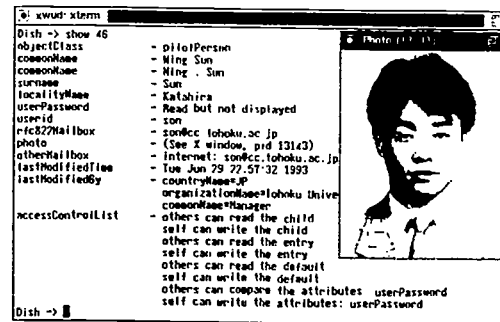 xwud: xterm
Dish -> show 46
Photo
objectClass - pilotPerson
commonName - Ning Sun
commonName - Ning . Sun
surname - Sun
localityName - Katahira
userPassword - Read but not displayed
userid - son
rfc822Mailbox - son@cc tohoku.ac jp
photo - (See X window, pid 13143)
otherMailbox - internet: son@cc.tohoku.ac.jp
lastModifiedTime - Tue Jun 29 22:57:32 1993
lastModifiedBy - countryName=JP
organizationName=Tohoku Unive
commonName=Manager
accessControlList - others can read the child
self can write the child
others can read the entry
self can write the entry
others can read the default
self can write the default
others can compare the attributes userPassword
self can write the attributes: userPassword
Dish ->